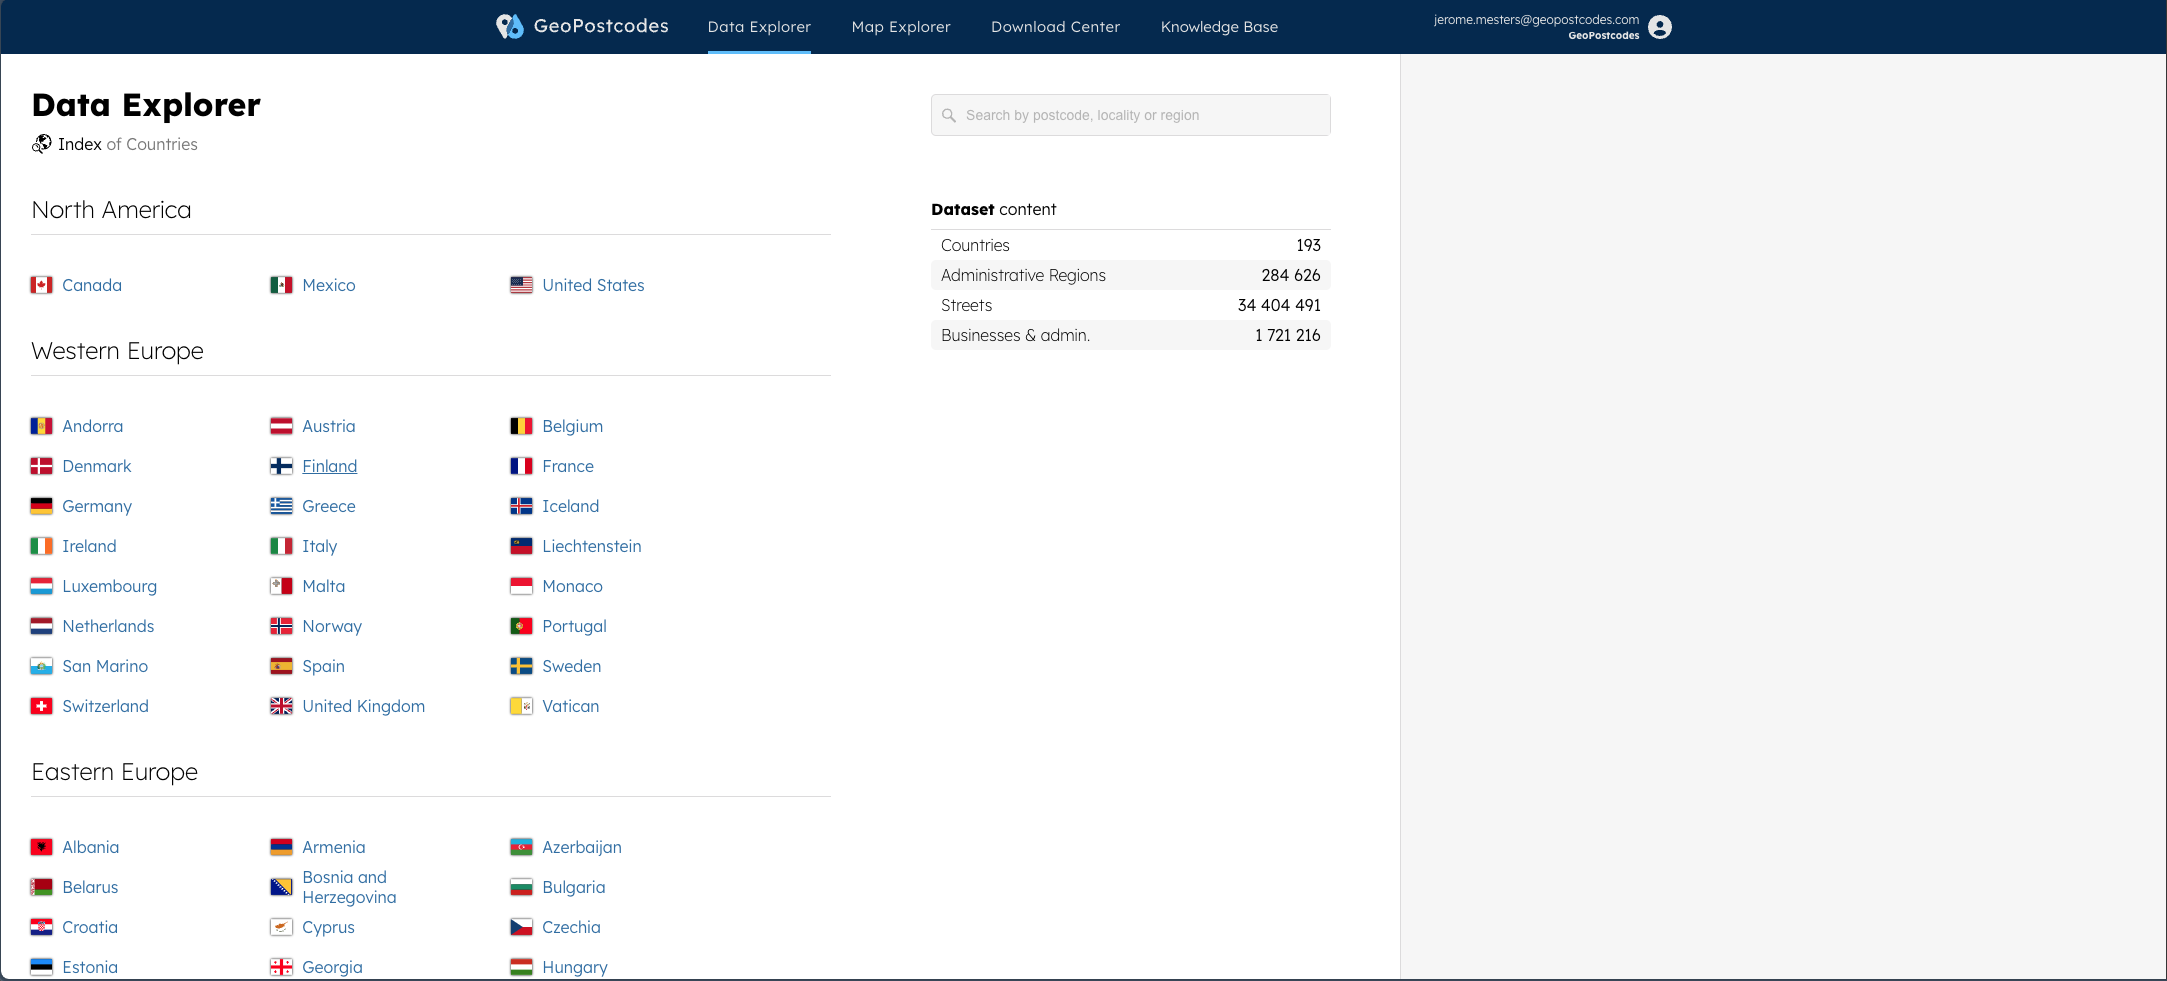 GeoPostcodes
Data Explorer
Map Explorer
Download Center
Knowledge Base
jerome.mesters@geopostcodes.com
GeoPostcodes
Data Explorer
Index of Countries
Search by postcode, locality or region
North America
Canada
Mexico
United States
Dataset content
Countries 193
Administrative Regions 284 626
Streets 34 404 491
Businesses & admin. 1 721 216
Western Europe
Andorra
Austria
Belgium
Denmark
Finland
France
Germany
Greece
Iceland
Ireland
Italy
Liechtenstein
Luxembourg
Malta
Monaco
Netherlands
Norway
Portugal
San Marino
Spain
Sweden
Switzerland
United Kingdom
Vatican
Eastern Europe
Albania
Armenia
Azerbaijan
Belarus
Bosnia and
Herzegovina
Bulgaria
Croatia
Cyprus
Czechia
Estonia
Georgia
Hungary